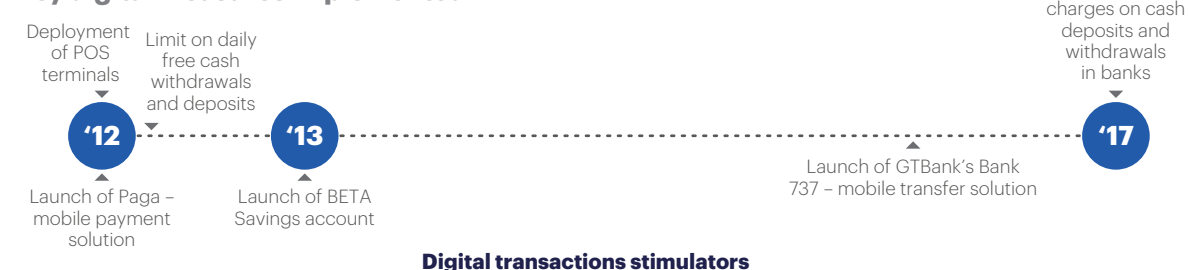 charges on cash
deposits and
withdrawals
in banks
Deployment
of POS
terminals
Limit on daily
free cash
withdrawals
and deposits
‘12
‘13
‘17
Launch of Paga –
mobile payment
solution
Launch of BETA
Savings account
Launch of GTBank’s Bank
737 – mobile transfer solution
Digital transactions stimulators